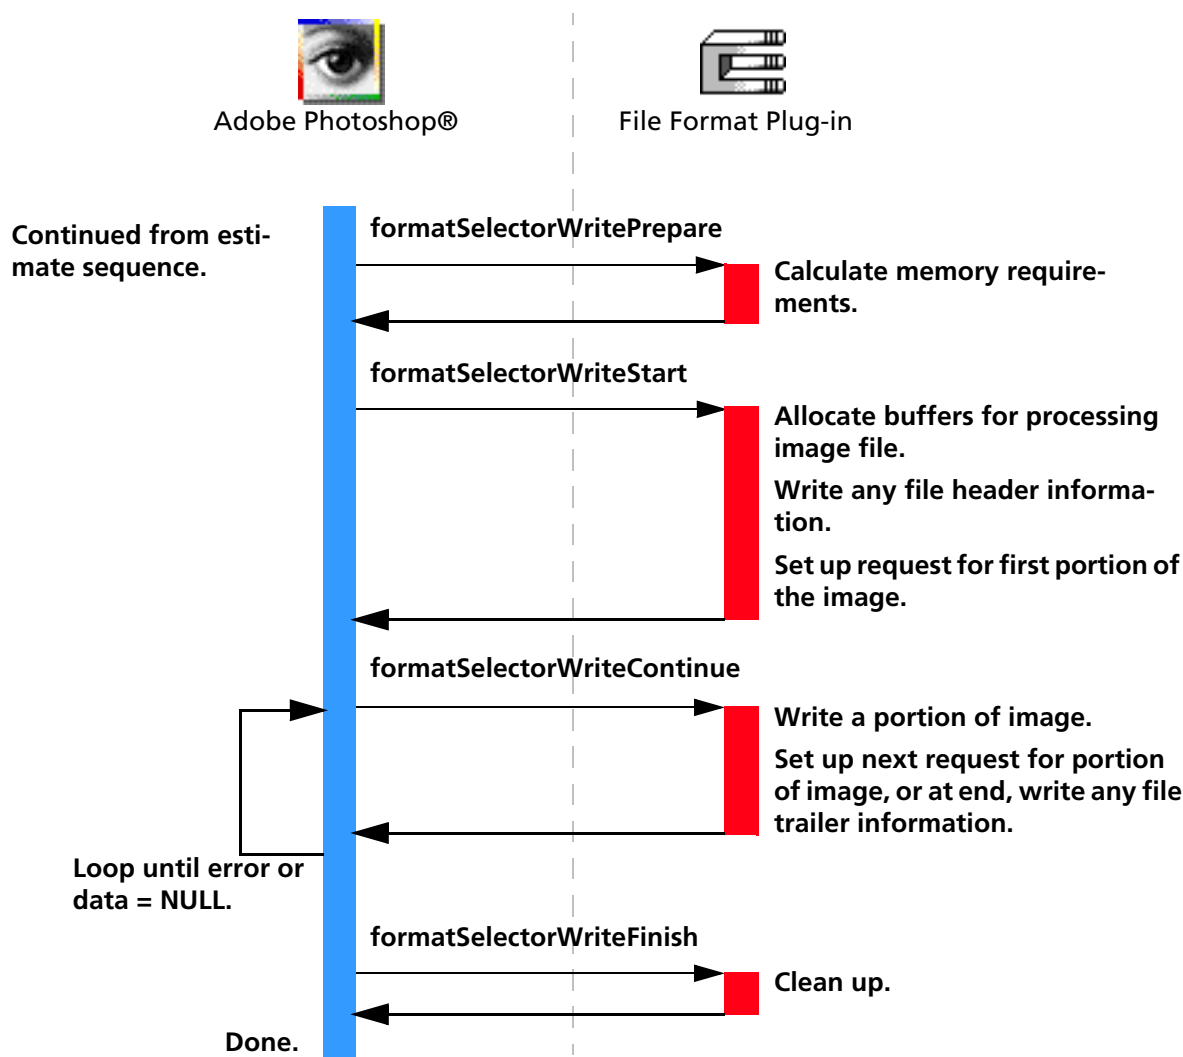 Adobe Photoshop®
File Format Plug-in
formatSelectorWritePrepare
Continued from esti-
mate sequence.
Calculate memory require-
ments.
formatSelectorWriteStart
Allocate buffers for processing
image file.
Write any file header informa-
tion.
Set up request for first portion of
the image.
formatSelectorWriteContinue
Write a portion of image.
Set up next request for portion
of image, or at end, write any file
trailer information.
Loop until error or
data = NULL.
formatSelectorWriteFinish
Clean up.
Done.